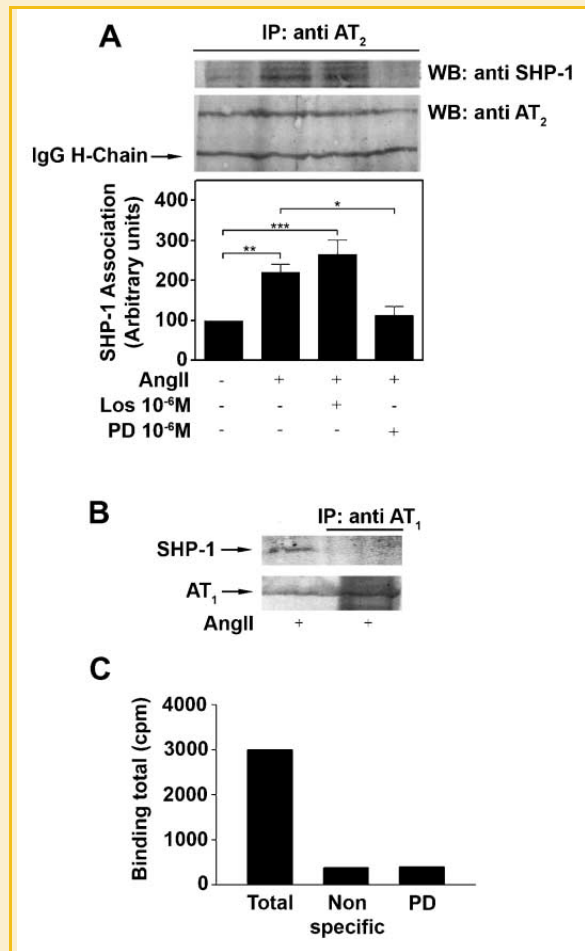 A
IP: anti AT₂
WB: anti SHP-1
WB: anti AT₂
IgG H-Chain
SHP-1 Association
(Arbitrary units)
400
300
200
100
0
*
***
**
AngII - + + +
Los 10⁻⁶M - - + -
PD 10⁻⁶M - - - +
B
IP: anti AT₁
SHP-1
AT₁
AngII + +
C
Binding total (cpm)
4000
3000
2000
1000
0
Total Non PD
specific